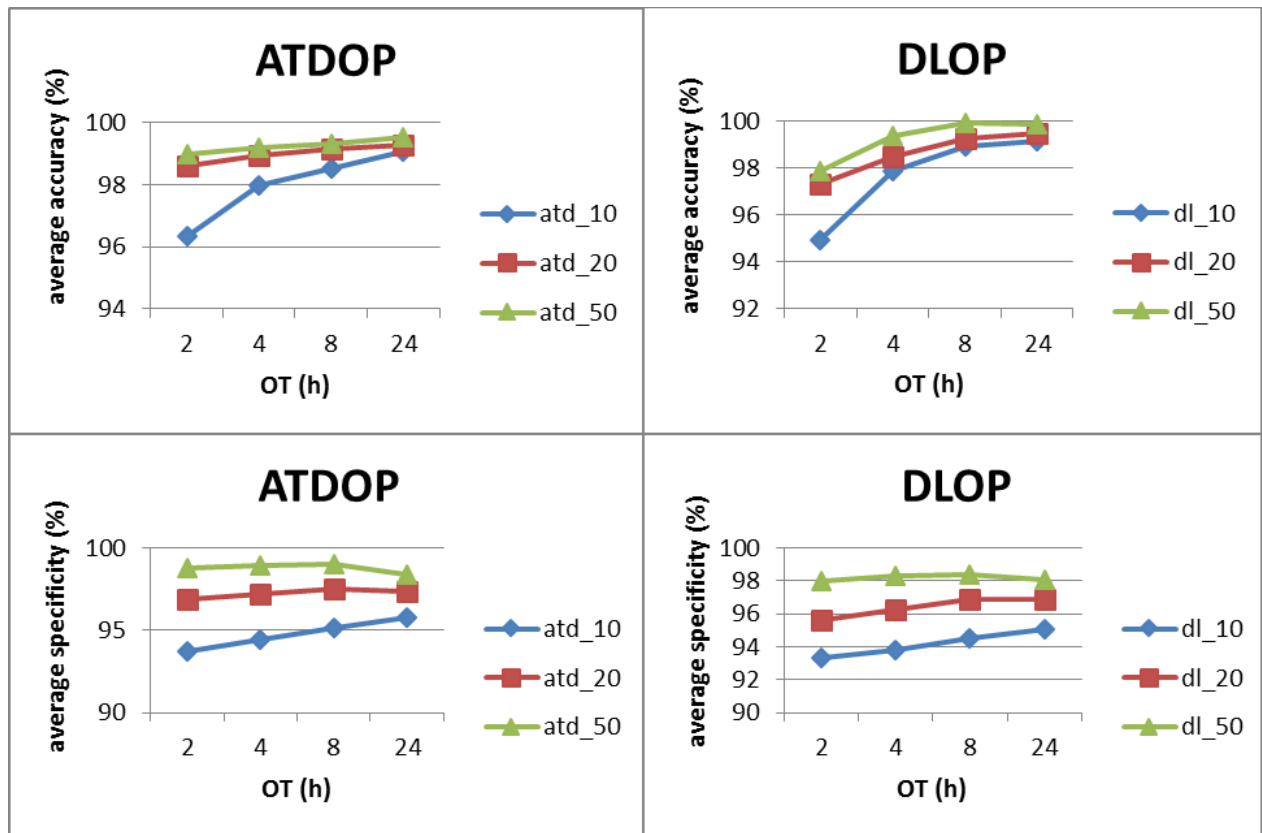 ATDOP
average accuracy (%)
100
98
96
94
2 4 8 24
OT (h)
atd_10
atd_20
atd_50
DLOP
average accuracy (%)
100
98
96
94
92
2 4 8 24
OT (h)
dl_10
dl_20
dl_50
ATDOP
average specificity (%)
100
95
90
2 4 8 24
OT (h)
atd_10
atd_20
atd_50
DLOP
average specificity (%)
100
98
96
94
92
90
2 4 8 24
OT (h)
dl_10
dl_20
dl_50